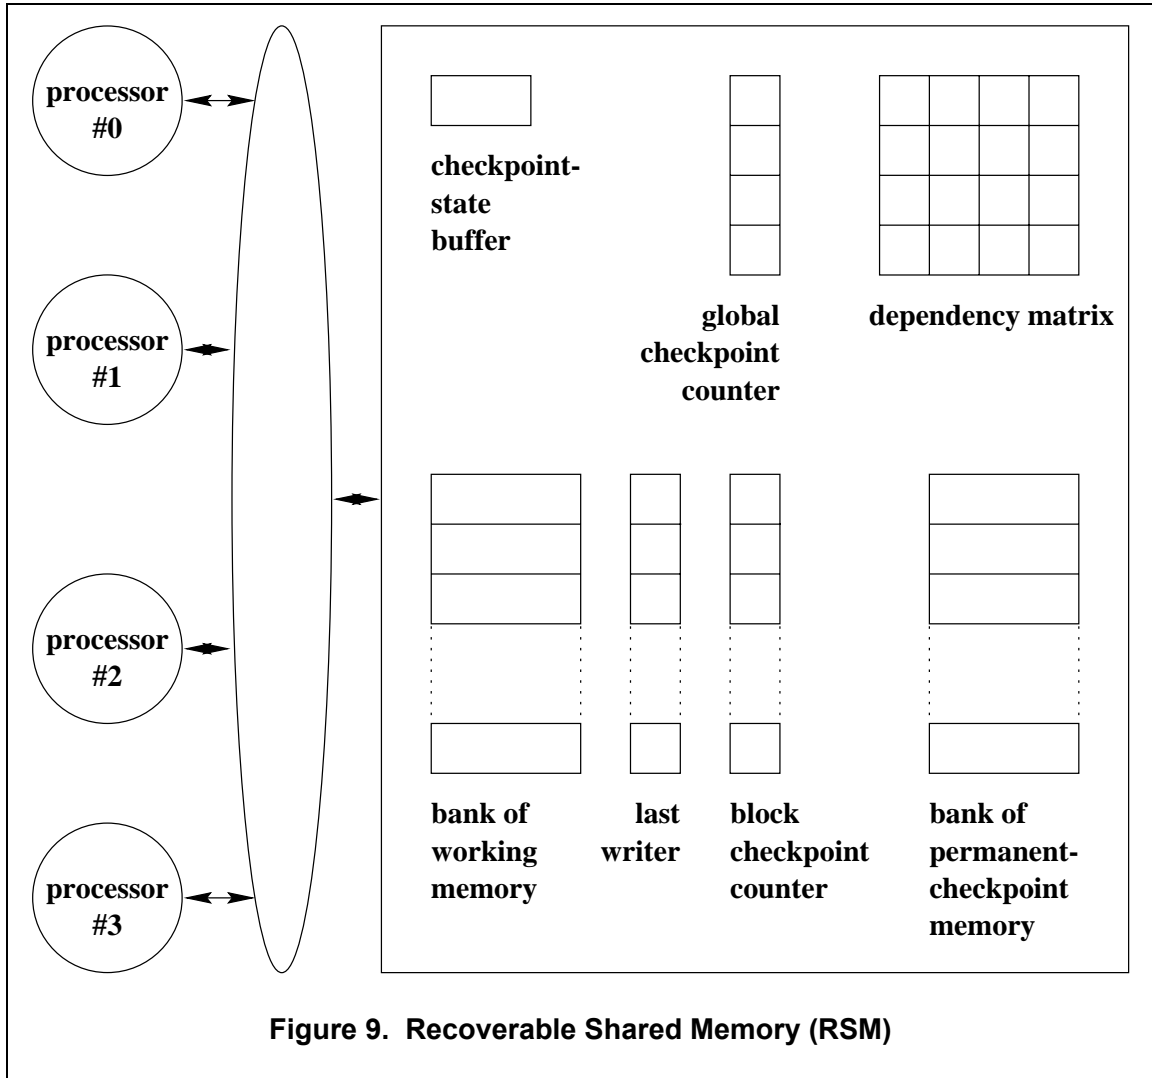 processor
#0
processor
#1
processor
#2
processor
#3
checkpoint-
state
buffer
global
checkpoint
counter
dependency matrix
bank of
working
memory
last
writer
block
checkpoint
counter
bank of
permanent-
checkpoint
memory
Figure 9. Recoverable Shared Memory (RSM)